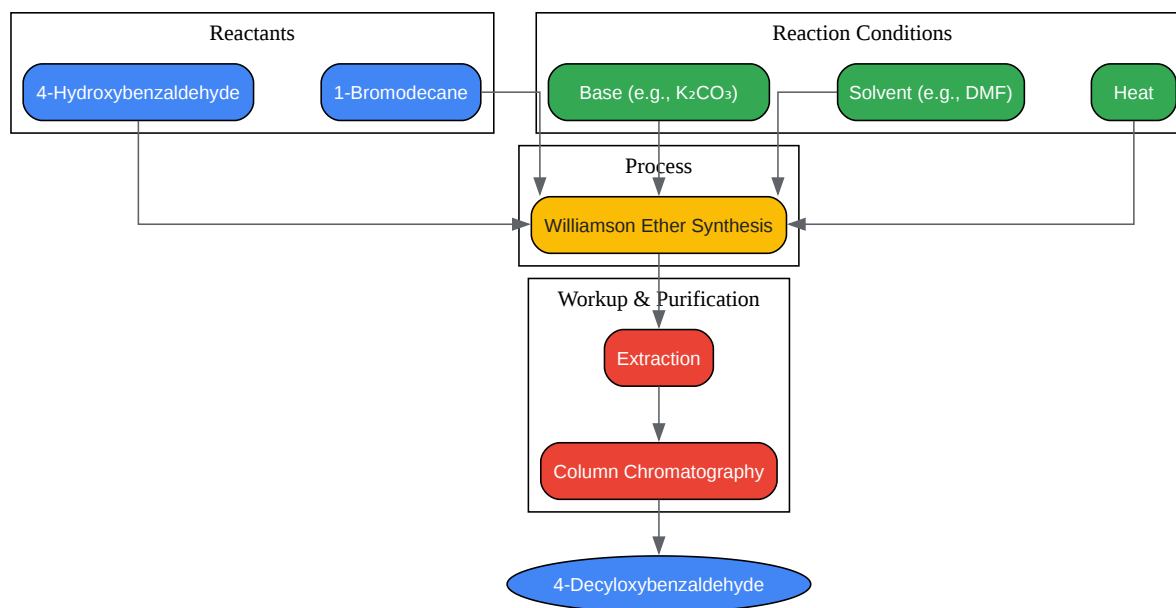 Reactants
Reaction Conditions
4-Hydroxybenzaldehyde
1-Bromodecane
Base (e.g., K₂CO₃)
Solvent (e.g., DMF)
Heat
Process
Williamson Ether Synthesis
Workup & Purification
Extraction
Column Chromatography
4-Decyloxybenzaldehyde